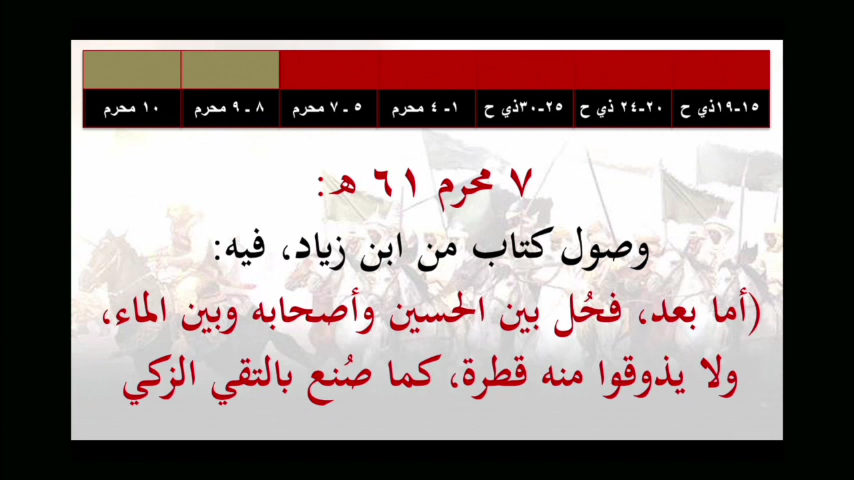 ١٥-١٩ذي ح ٢٠-٢٤ ذي ح ٢٥-٣٠ذي ح ١- ٤ محرم ٥ - ٧ محرم ٨ - ٩ محرم ١٠ محرم
٧ محرم ٦١ هـ:
وصول كتاب من ابن زياد، فيه:
(أما بعد، فحُل بين الحسين وأصحابه وبين الماء،
ولا يذوقوا منه قطرة، كما صُنع بالتقي الزكي